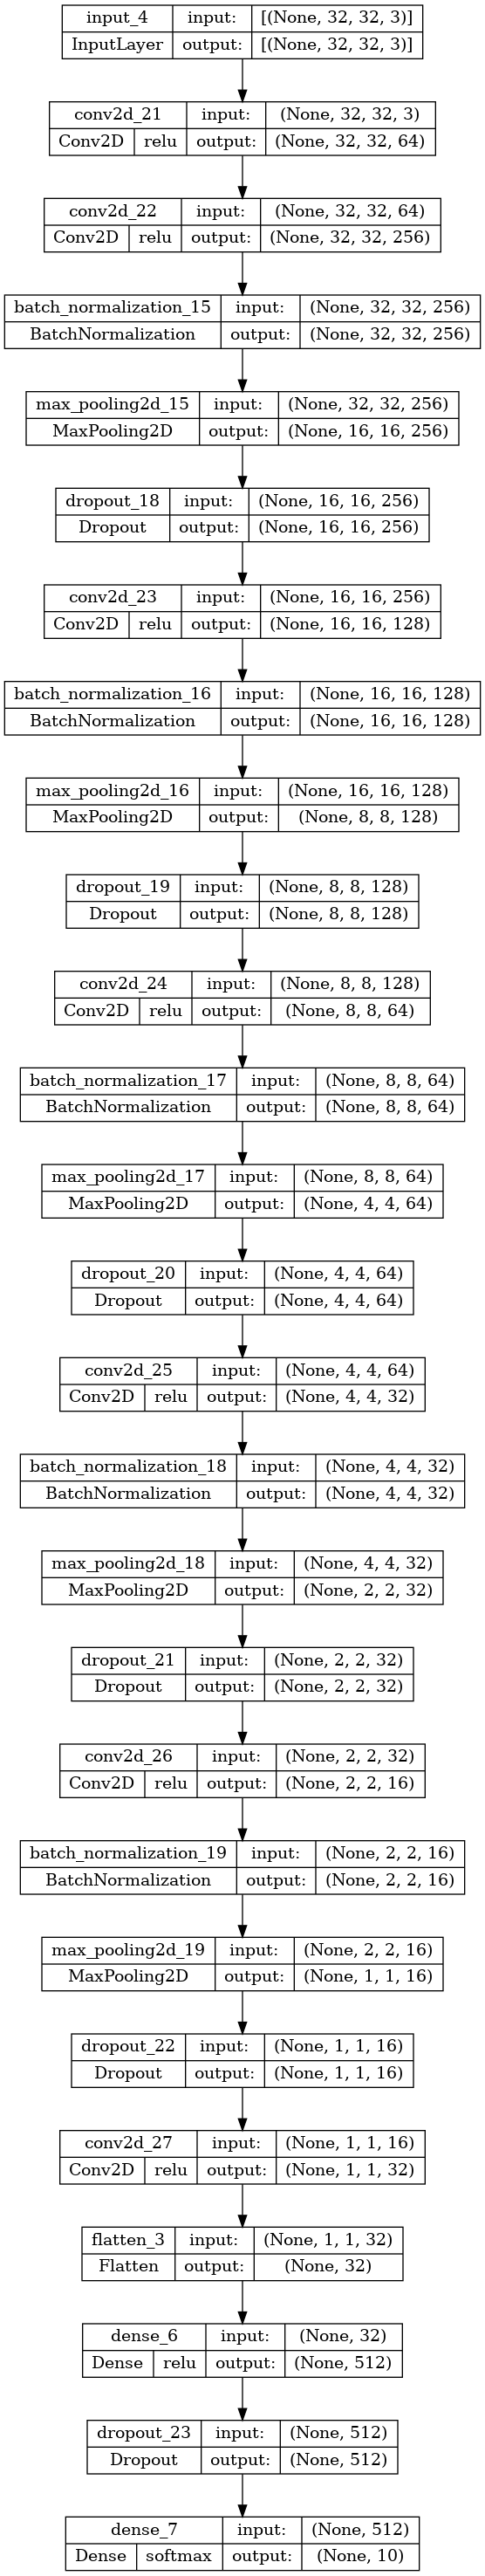 input_4 input: [(None, 32, 32, 3)]
InputLayer output: [(None, 32, 32, 3)]
conv2d_21 input: (None, 32, 32, 3)
Conv2D relu output: (None, 32, 32, 64)
conv2d_22 input: (None, 32, 32, 64)
Conv2D relu output: (None, 32, 32, 256)
batch_normalization_15 input: (None, 32, 32, 256)
BatchNormalization output: (None, 32, 32, 256)
max_pooling2d_15 input: (None, 32, 32, 256)
MaxPooling2D output: (None, 16, 16, 256)
dropout_18 input: (None, 16, 16, 256)
Dropout output: (None, 16, 16, 256)
conv2d_23 input: (None, 16, 16, 256)
Conv2D relu output: (None, 16, 16, 128)
batch_normalization_16 input: (None, 16, 16, 128)
BatchNormalization output: (None, 16, 16, 128)
max_pooling2d_16 input: (None, 16, 16, 128)
MaxPooling2D output: (None, 8, 8, 128)
dropout_19 input: (None, 8, 8, 128)
Dropout output: (None, 8, 8, 128)
conv2d_24 input: (None, 8, 8, 128)
Conv2D relu output: (None, 8, 8, 64)
batch_normalization_17 input: (None, 8, 8, 64)
BatchNormalization output: (None, 8, 8, 64)
max_pooling2d_17 input: (None, 8, 8, 64)
MaxPooling2D output: (None, 4, 4, 64)
dropout_20 input: (None, 4, 4, 64)
Dropout output: (None, 4, 4, 64)
conv2d_25 input: (None, 4, 4, 64)
Conv2D relu output: (None, 4, 4, 32)
batch_normalization_18 input: (None, 4, 4, 32)
BatchNormalization output: (None, 4, 4, 32)
max_pooling2d_18 input: (None, 4, 4, 32)
MaxPooling2D output: (None, 2, 2, 32)
dropout_21 input: (None, 2, 2, 32)
Dropout output: (None, 2, 2, 32)
conv2d_26 input: (None, 2, 2, 32)
Conv2D relu output: (None, 2, 2, 16)
batch_normalization_19 input: (None, 2, 2, 16)
BatchNormalization output: (None, 2, 2, 16)
max_pooling2d_19 input: (None, 2, 2, 16)
MaxPooling2D output: (None, 1, 1, 16)
dropout_22 input: (None, 1, 1, 16)
Dropout output: (None, 1, 1, 16)
conv2d_27 input: (None, 1, 1, 16)
Conv2D relu output: (None, 1, 1, 32)
flatten_3 input: (None, 1, 1, 32)
Flatten output: (None, 32)
dense_6 input: (None, 32)
Dense relu output: (None, 512)
dropout_23 input: (None, 512)
Dropout output: (None, 512)
dense_7 input: (None, 512)
Dense softmax output: (None, 10)